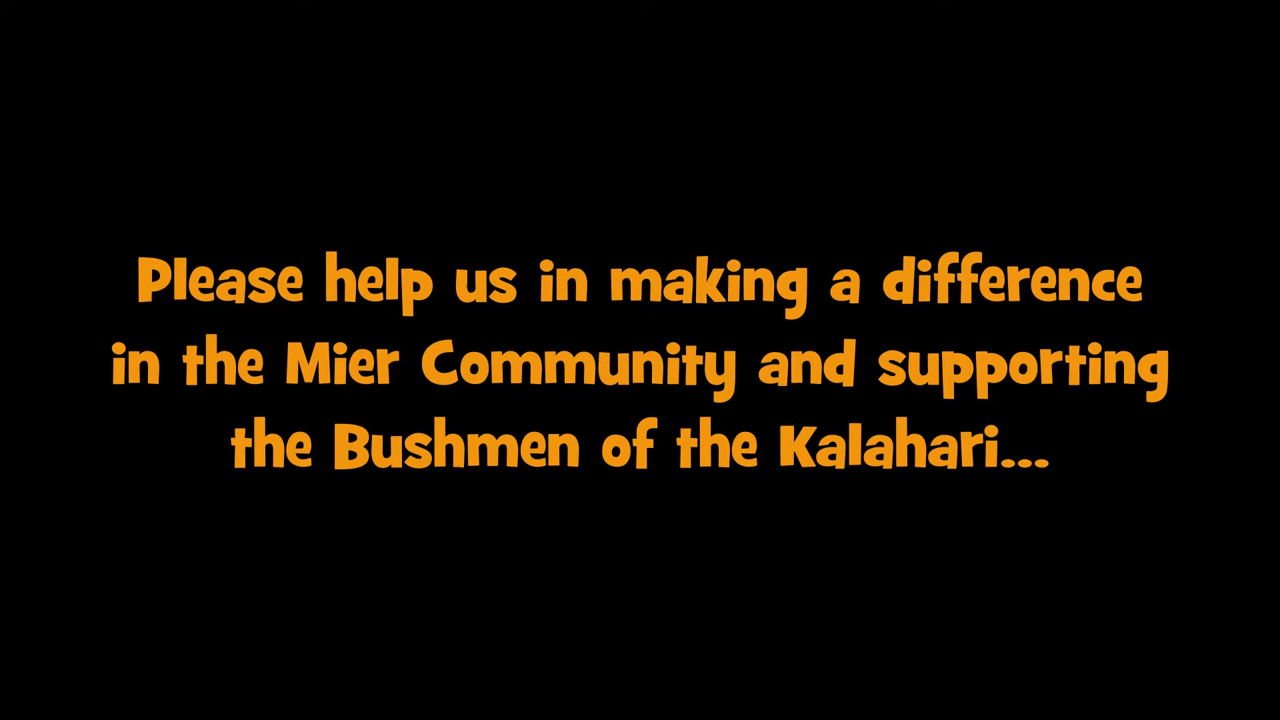 Please help us in making a difference
in the Mier Community and supporting
the Bushmen of the Kalahari...